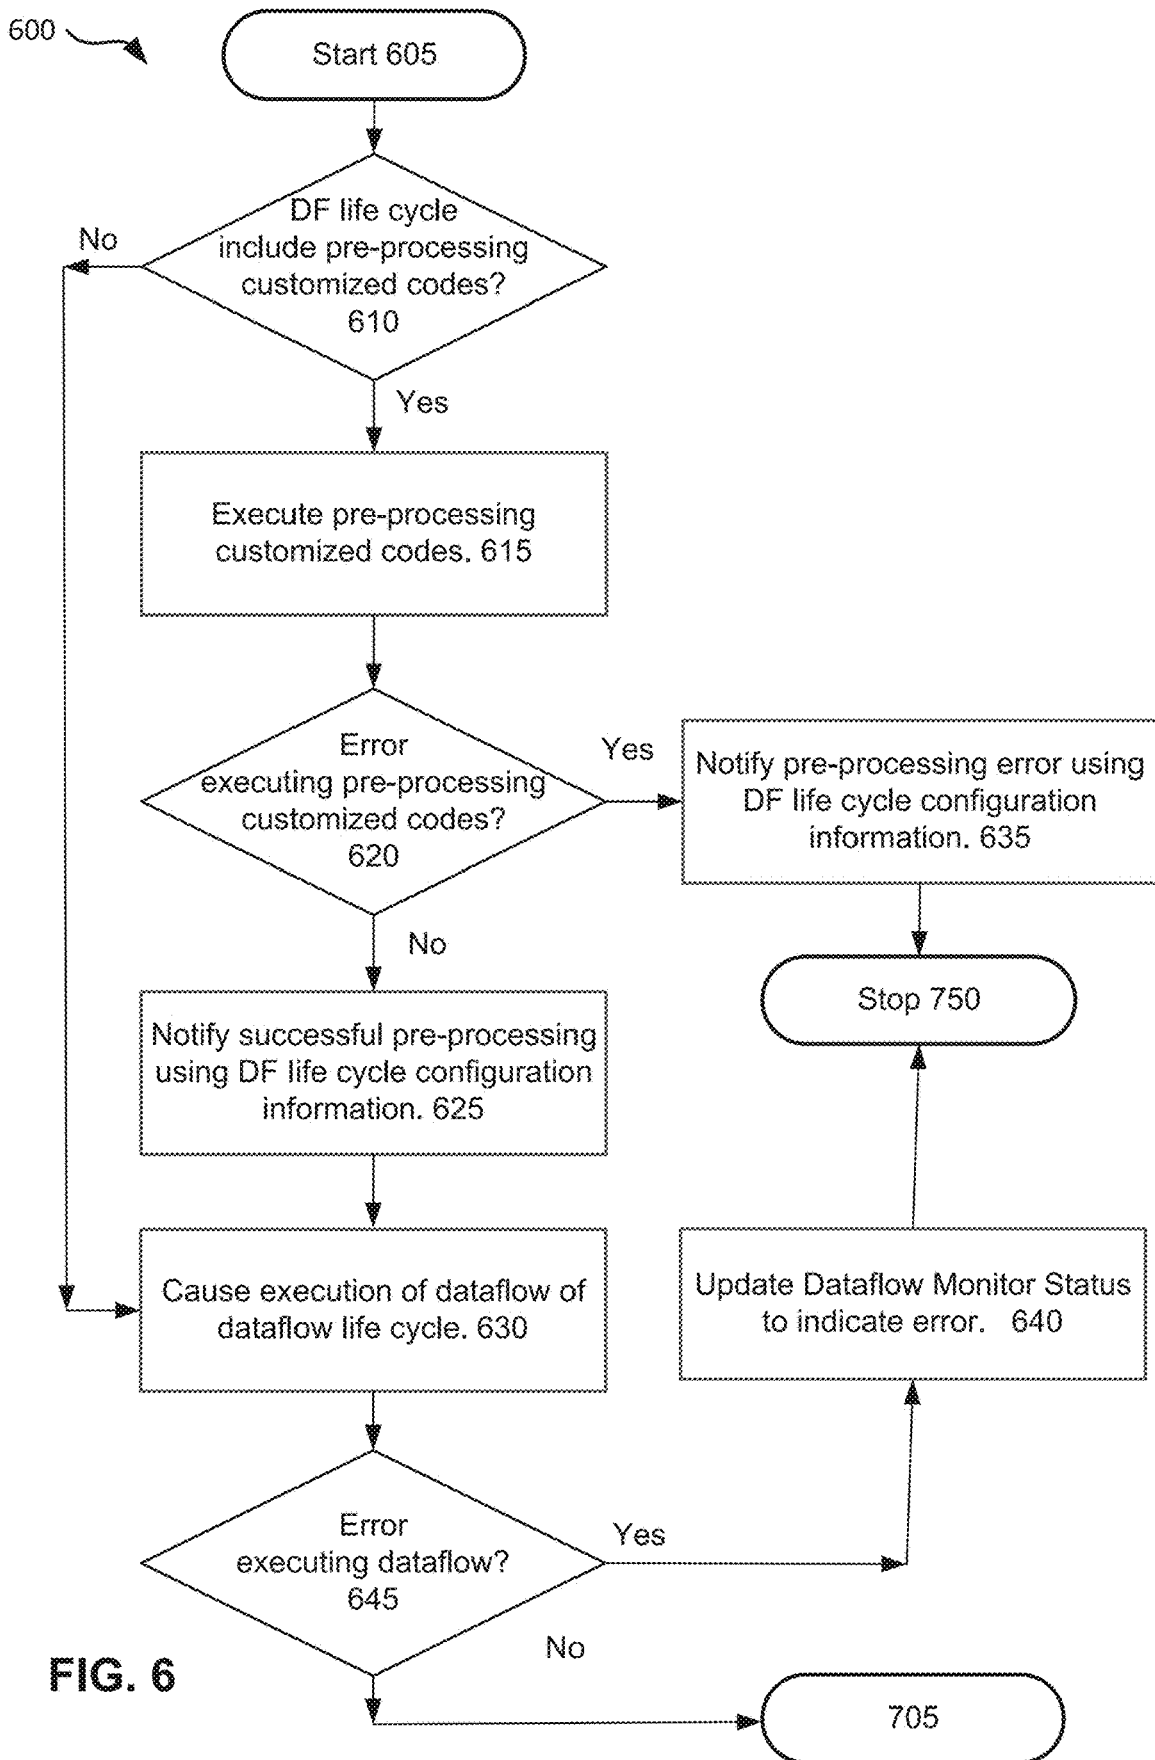 600
Start 605
DF life cycle
include pre-processing
customized codes?
610
No
Yes
Execute pre-processing
customized codes. 615
Error
executing pre-processing
customized codes?
620
Yes
Notify pre-processing error using
DF life cycle configuration
information. 635
No
Stop 750
Notify successful pre-processing
using DF life cycle configuration
information. 625
Cause execution of dataflow of
dataflow life cycle. 630
Update Dataflow Monitor Status
to indicate error. 640
Error
executing dataflow?
645
Yes
No
FIG. 6
705